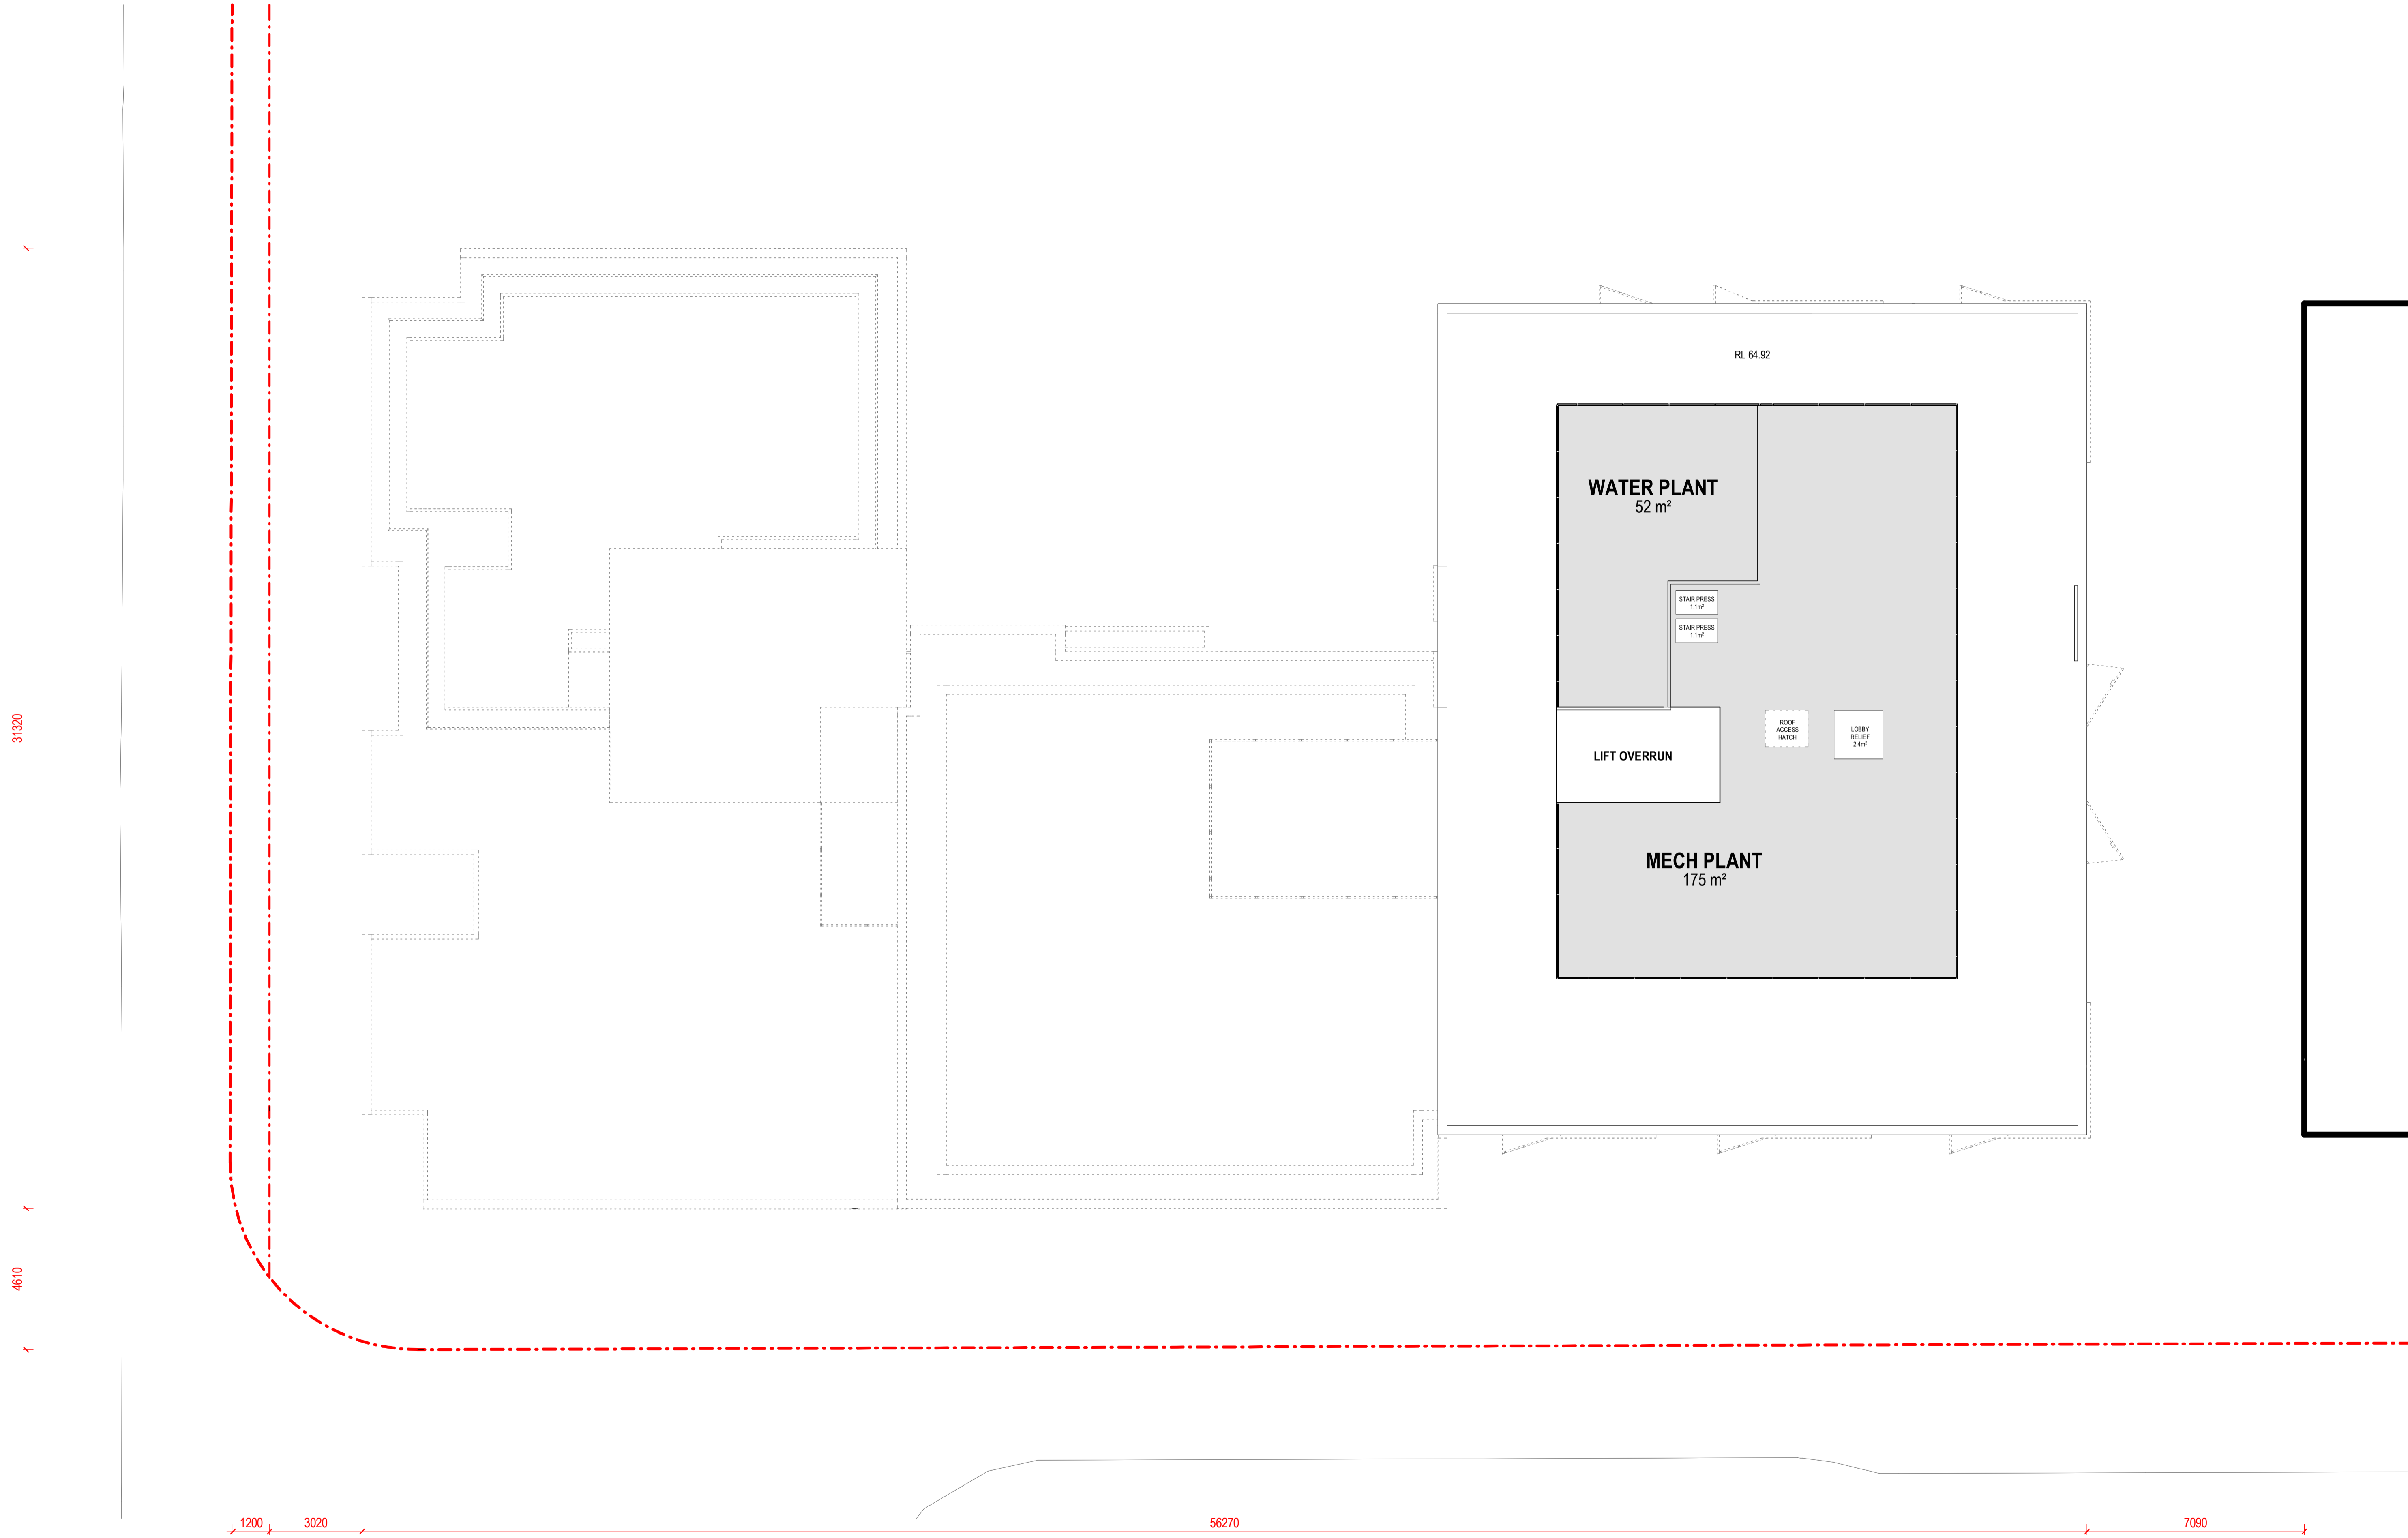 RL 64.92
WATER PLANT
52 m²
STAIR PRESS
1.1m²
STAIR PRESS
1.1m²
ROOF
ACCESS
HATCH
LOBBY
RELIEF
2.4m²
LIFT OVERRUN
MECH PLANT
175 m²
31320
4610
1200
3020
56270
7090